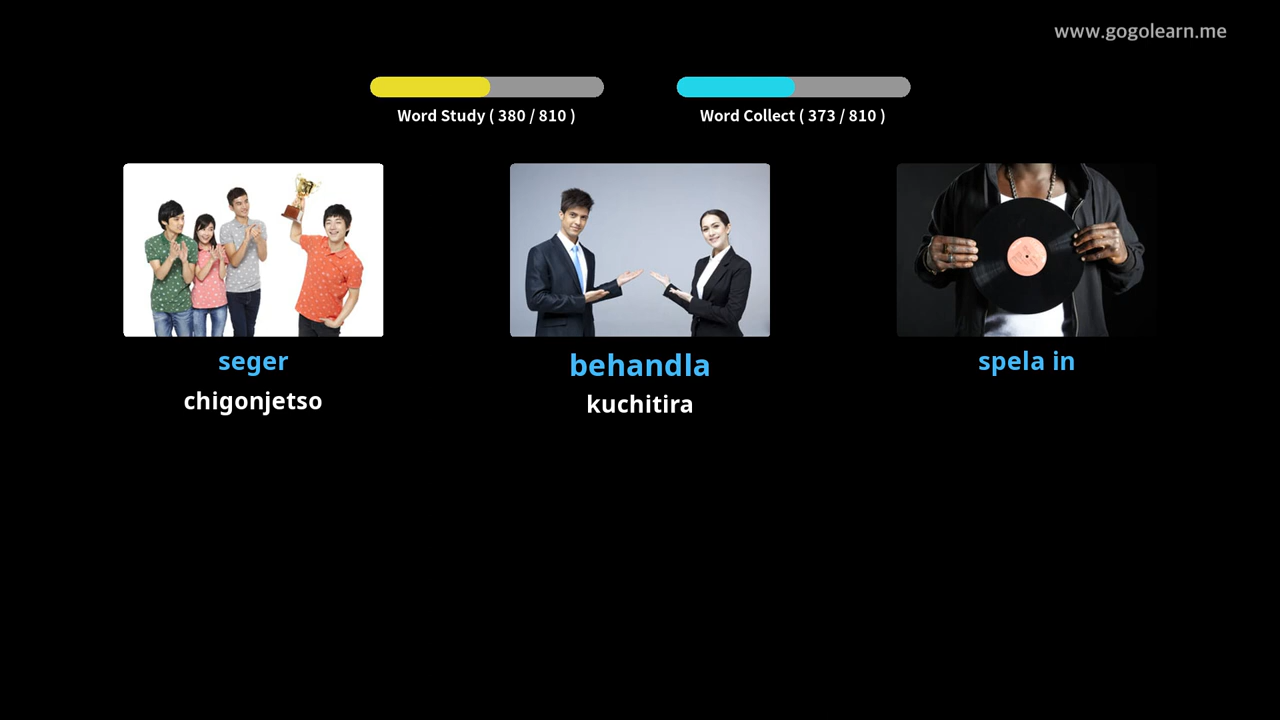 www.gogolearn.me
Word Study ( 380 / 810 )
Word Collect ( 373 / 810 )
seger
chigonjetso
behandla
kuchitira
spela in